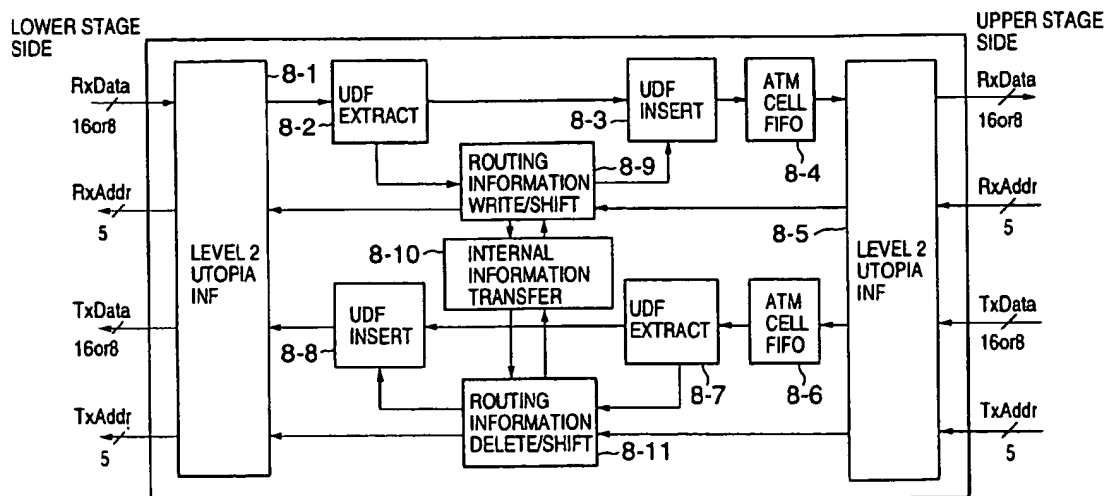 LOWER STAGE
SIDE
UPPER STAGE
SIDE
RxData
16or8
8-1
UDF
EXTRACT
8-2
UDF
INSERT
8-3
ATM
CELL
FIFO
8-4
RxData
16or8
ROUTING
INFORMATION
WRITE/SHIFT
8-9
RxAddr
5
RxAddr
5
8-5
LEVEL 2
UTOPIA
INF
8-10
INTERNAL
INFORMATION
TRANSFER
LEVEL 2
UTOPIA
INF
TxData
16or8
UDF
INSERT
8-8
UDF
EXTRACT
8-7
ATM
CELL
FIFO
8-6
TxData
16or8
TxAddr
5
ROUTING
INFORMATION
DELETE/SHIFT
8-11
TxAddr
5